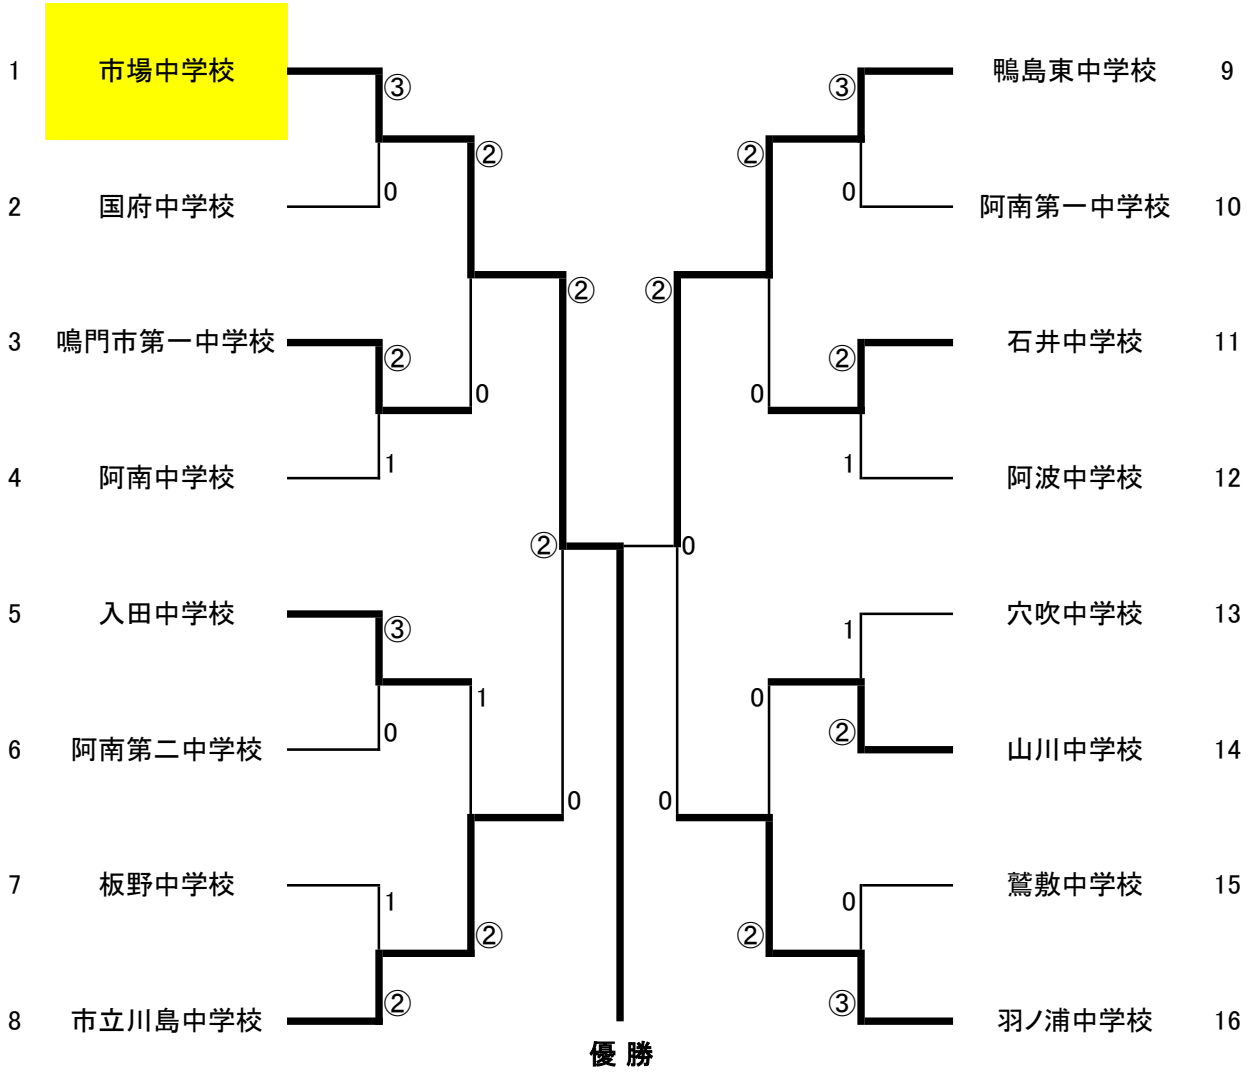 1 市場中学校 ③ ③ 鴨島東中学校 9
② ②
2 国府中学校 0 0 阿南第一中学校 10
② ②
3 鳴門市第一中学校 ② ② 石井中学校 11
0 0
4 阿南中学校 1 1 阿波中学校 12
② 0
5 入田中学校 ③ 1 穴吹中学校 13
1 0
6 阿南第二中学校 0 ② 山川中学校 14
0 0
7 板野中学校 1 0 鷲敷中学校 15
② ②
8 市立川島中学校 ② ③ 羽ノ浦中学校 16
優 勝